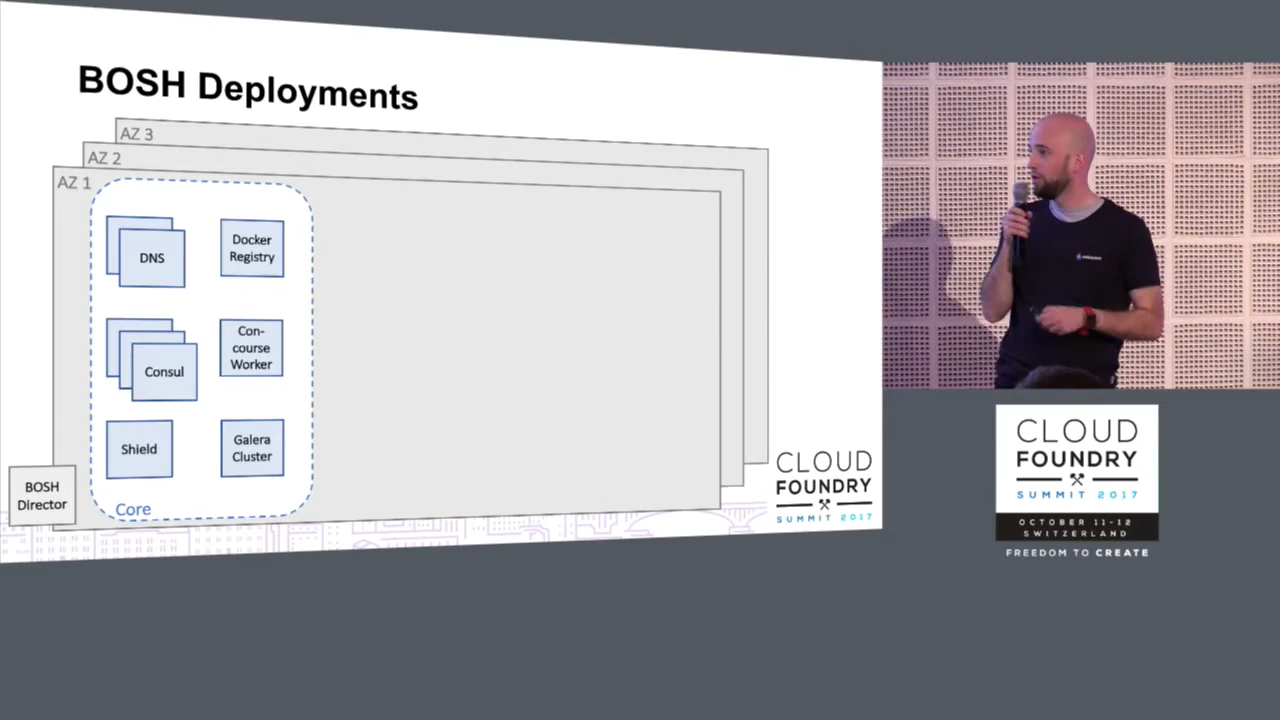 BOSH Deployments
AZ 3
AZ 2
AZ 1
DNS
Docker
Registry
Consul
Con-
course
Worker
Shield
Galera
Cluster
Core
BOSH
Director
CLOUD
FOUNDRY
SUMMIT 2017
CLOUD
FOUNDRY
SUMMIT 2017
OCTOBER 11-12
SWITZERLAND
FREEDOM TO CREATE